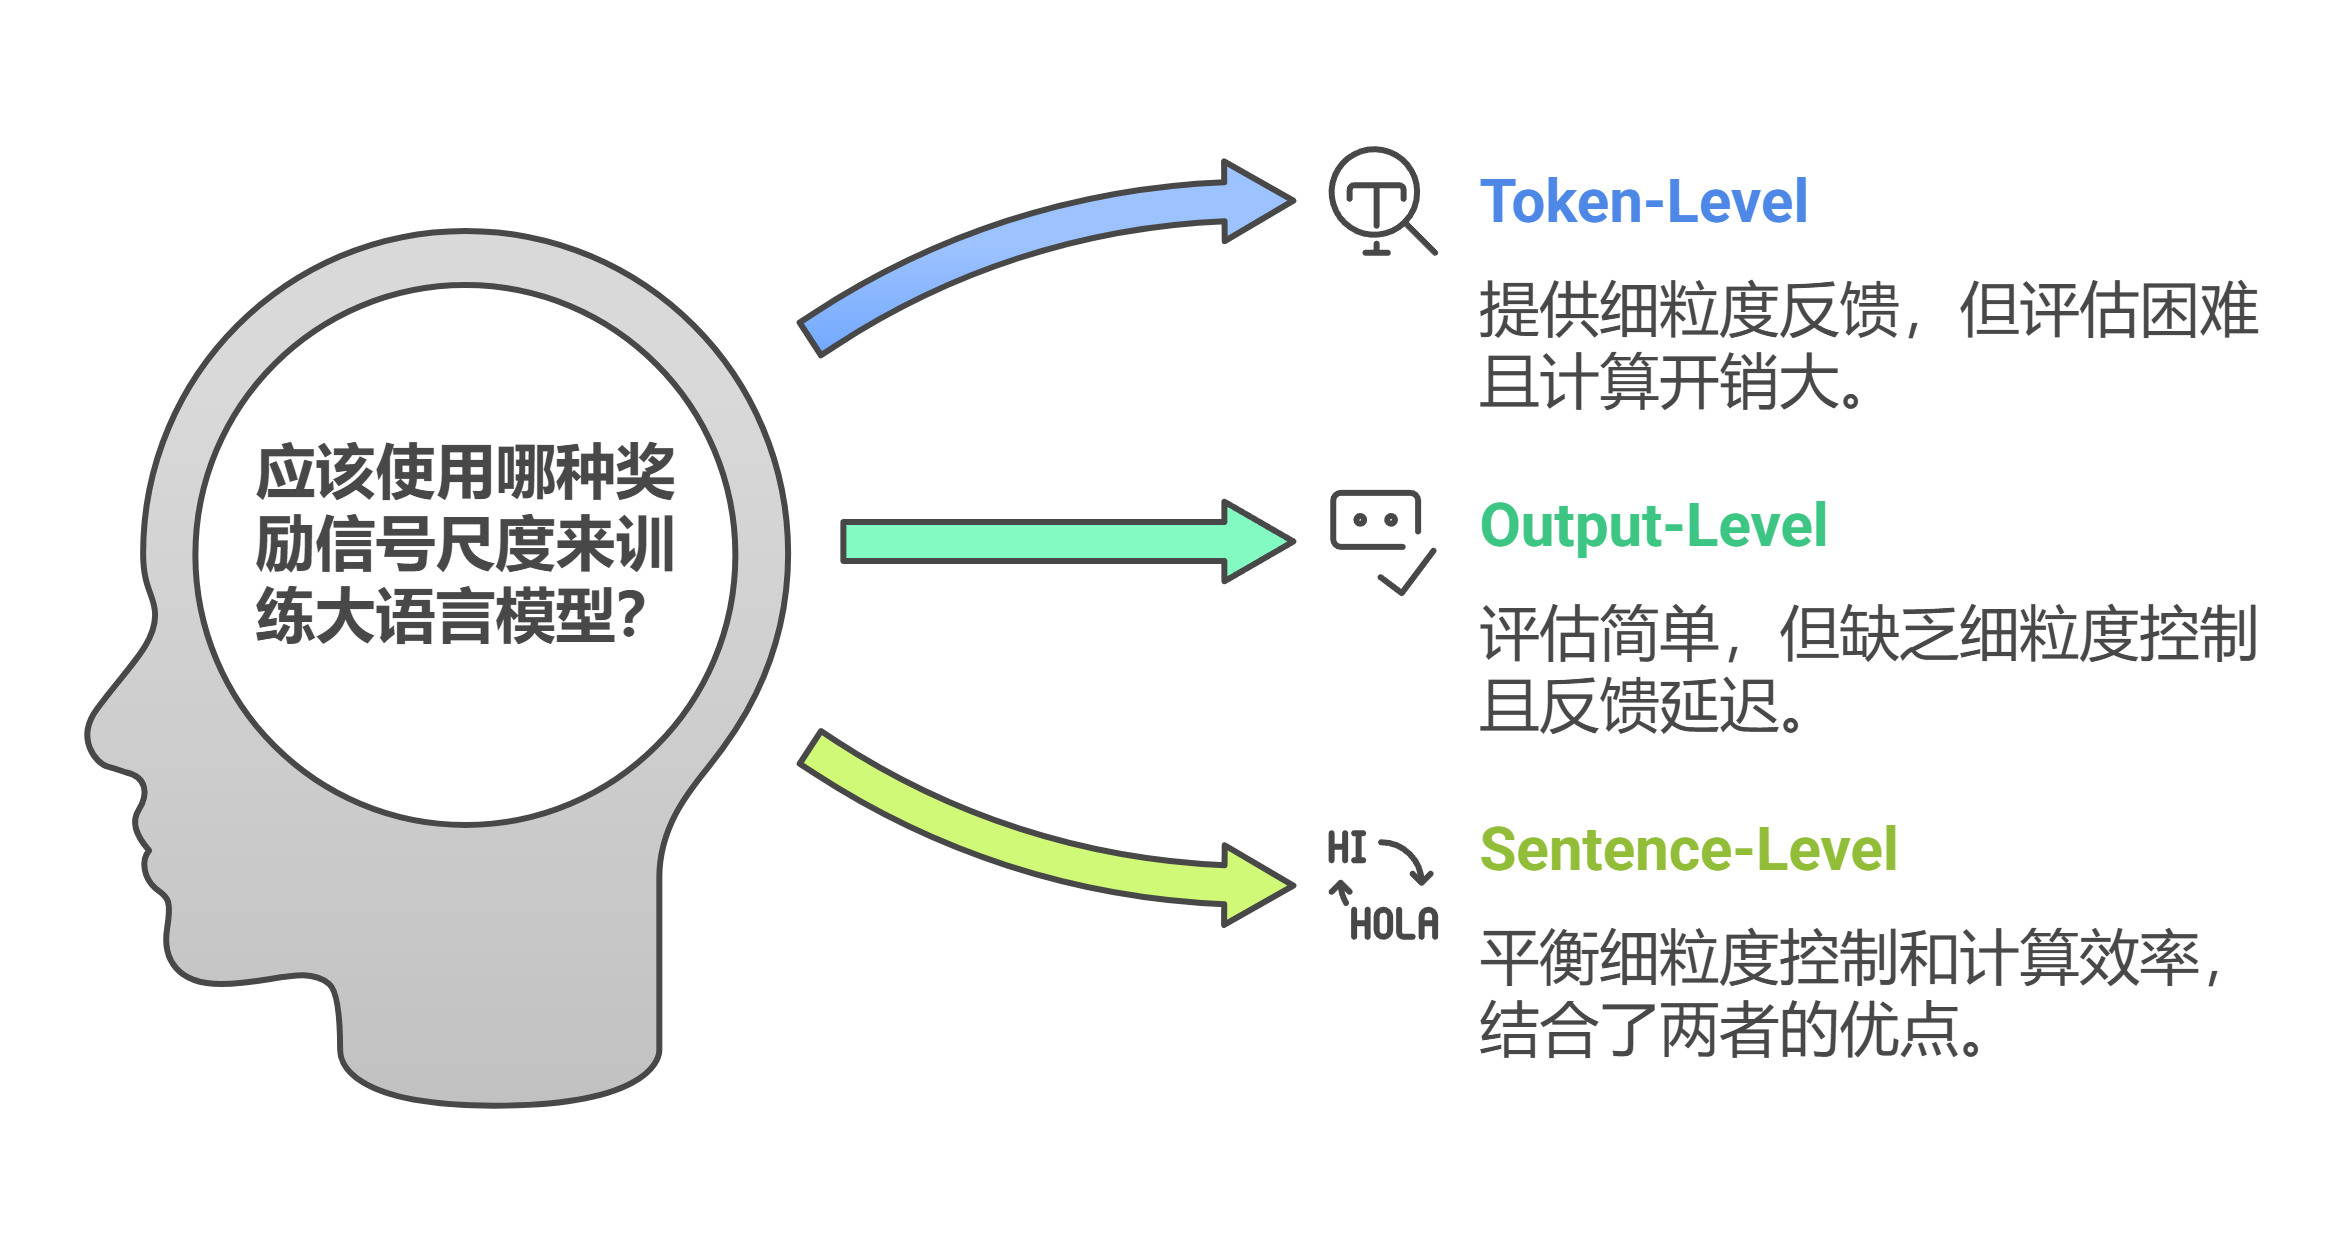 应该使用哪种奖
励信号尺度来训
练大语言模型？
Token-Level
提供细粒度反馈，但评估困难
且计算开销大。
Output-Level
评估简单，但缺乏细粒度控制
且反馈延迟。
HI
HOLA
Sentence-Level
平衡细粒度控制和计算效率，
结合了两者的优点。